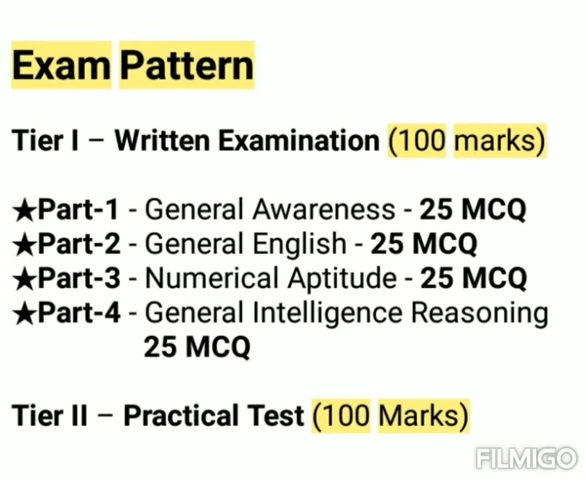 Exam Pattern
Tier I – Written Examination (100 marks)
★Part-1 - General Awareness - 25 MCQ
★Part-2 - General English - 25 MCQ
★Part-3 - Numerical Aptitude - 25 MCQ
★Part-4 - General Intelligence Reasoning
25 MCQ
Tier II – Practical Test (100 Marks)
FILMIGO